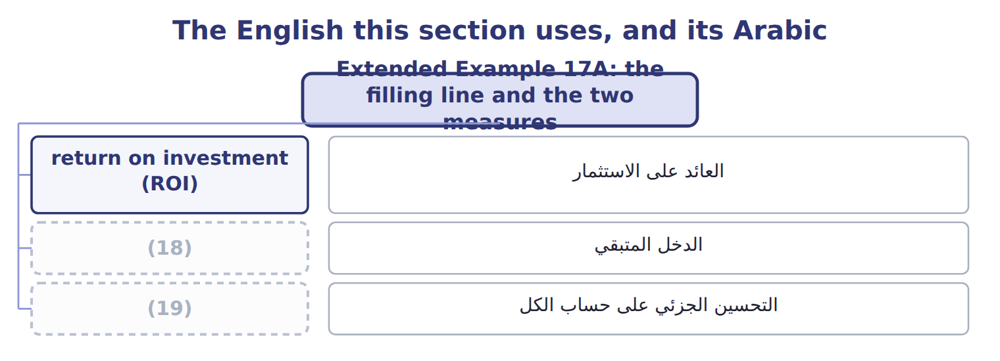 The English this section uses, and its Arabic
Extended Example 17A: the
filling line and the two
measures
return on investment
(ROI)
العائد على الاستثمار
(18)
الدخل المتبقي
(19)
التحسين الجزئي على حساب الكل